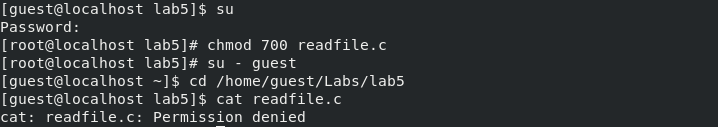 [guest@localhost lab5]$ su
Password:
[root@localhost lab5]# chmod 700 readfile.c
[root@localhost lab5]# su - guest
[guest@localhost ~]$ cd /home/guest/Labs/lab5
[guest@localhost lab5]$ cat readfile.c
cat: readfile.c: Permission denied